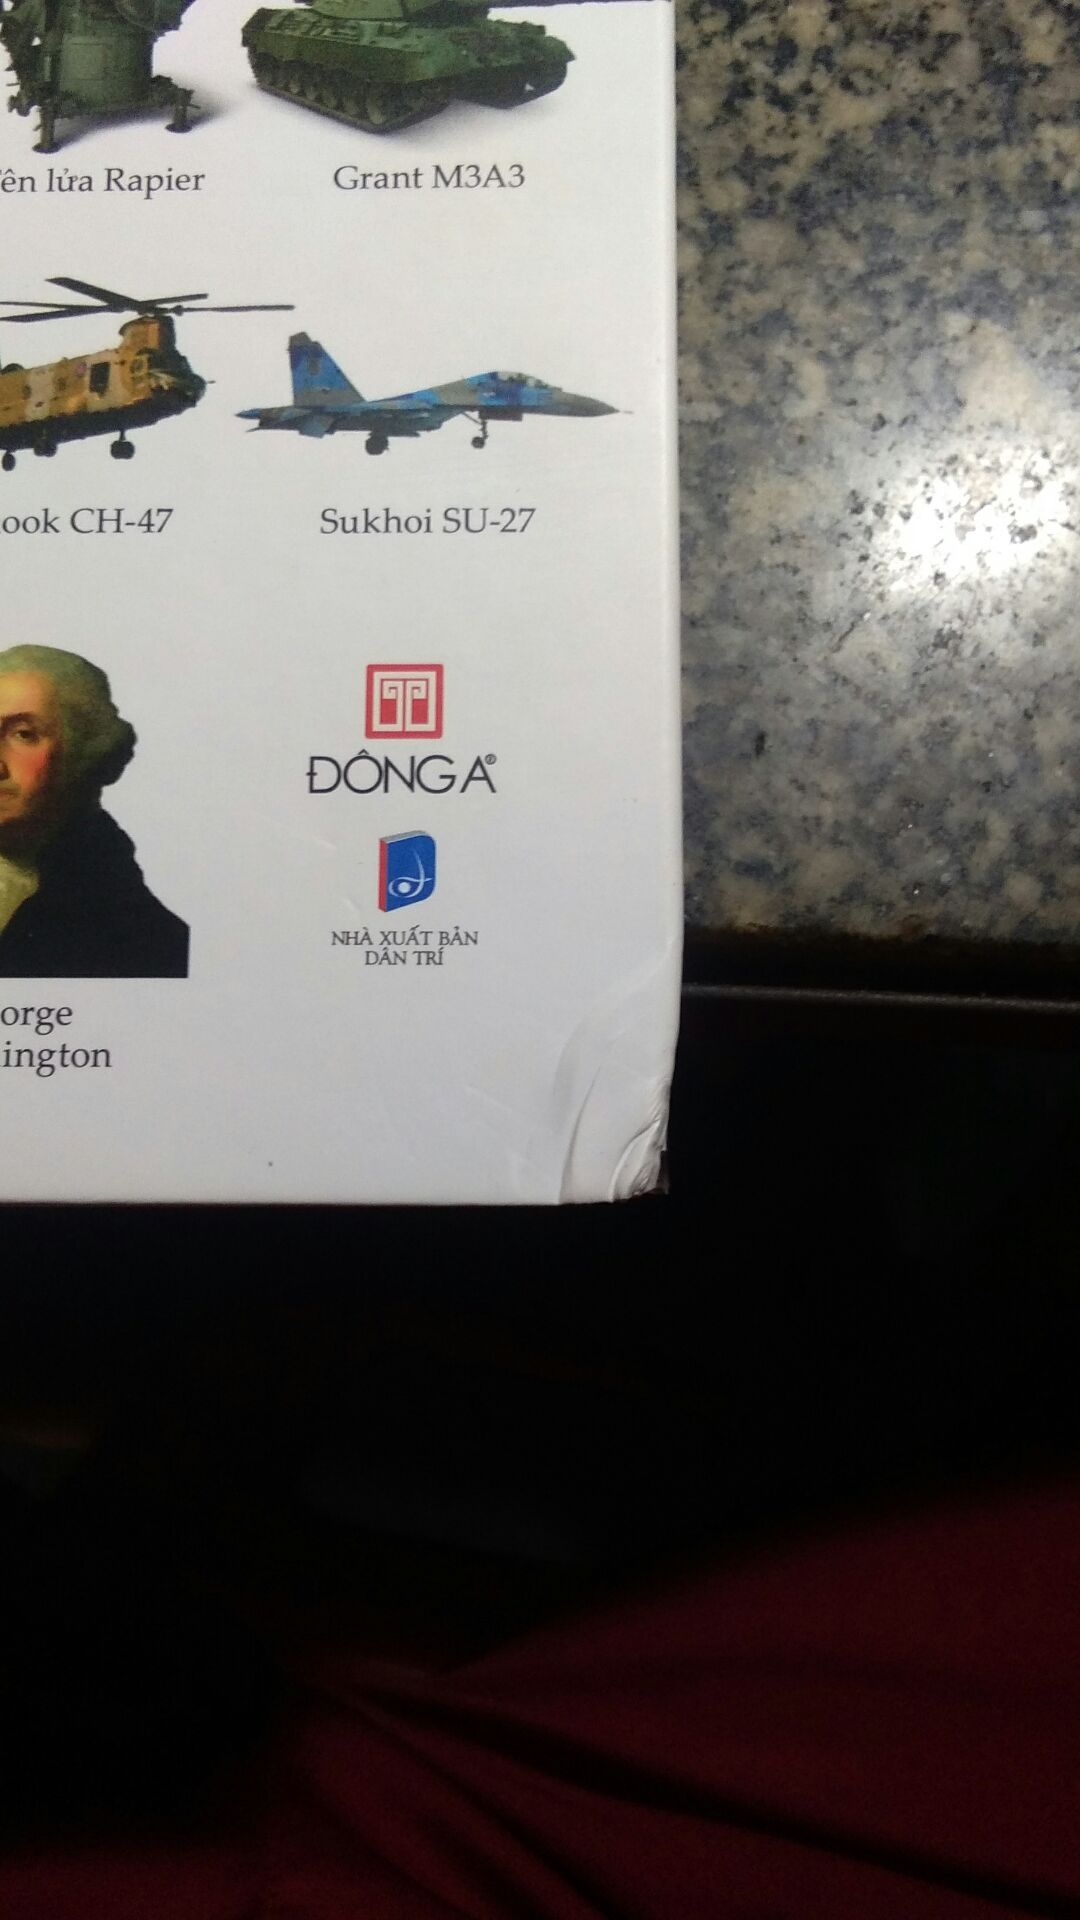 ên lửa Rapier
Grant M3A3
ook CH-47
Sukhoi SU-27
ĐÔNG A®
NHÀ XUẤT BẢN
DÂN TRÍ
orge
ington